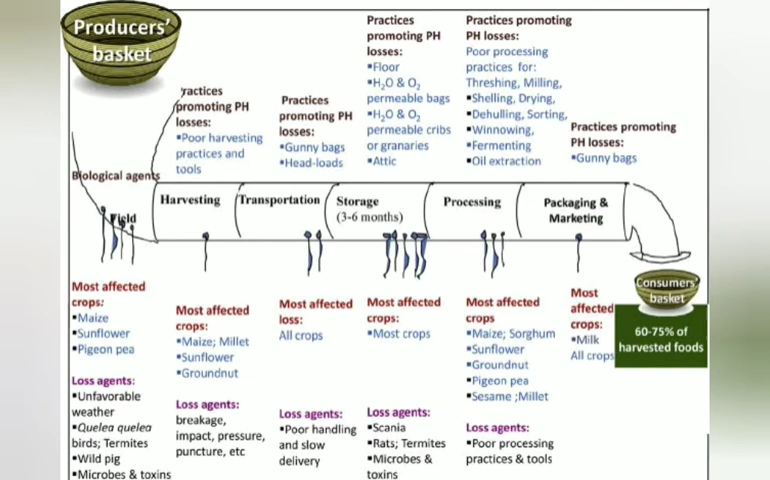 Producers'
basket
ractices
promoting PH
losses:
▪Poor harvesting
practices and
tools
Practices
promoting PH
losses:
▪Gunny bags
▪Head-loads
Practices
promoting PH
losses:
▪Floor
▪H₂O & O₂
permeable bags
▪H₂O & O₂
permeable cribs
or granaries
▪Attic
Practices promoting
PH losses:
Poor processing
practices for:
Threshing, Milling,
▪Shelling, Drying,
▪Dehulling, Sorting,
▪Winnowing,
▪Fermenting
▪Oil extraction
Practices promoting
PH losses:
▪Gunny bags
Biological agents
Field
Harvesting
Transportation
Storage
(3-6 months)
Processing
Packaging &
Marketing
Consumers'
basket
60-75% of
harvested foods
Most affected
crops:
▪Maize
▪Sunflower
▪Pigeon pea
Loss agents:
▪Unfavorable
weather
▪Quelea quelea
birds; Termites
▪Wild pig
▪Microbes & toxins
Most affected
crops:
▪Maize; Millet
▪Sunflower
▪Groundnut
Loss agents:
breakage,
impact, pressure,
puncture, etc
Most affected
loss:
All crops
Loss agents:
▪Poor handling
and slow
delivery
Most affected
crops:
▪Most crops
Loss agents:
▪Scania
▪Rats; Termites
▪Microbes &
toxins
Most affected
crops
▪Maize; Sorghum
▪Sunflower
▪Groundnut
▪Pigeon pea
▪Sesame ;Millet
Loss agents:
▪Poor processing
practices & tools
Most
affected
crops:
▪Milk
All crops